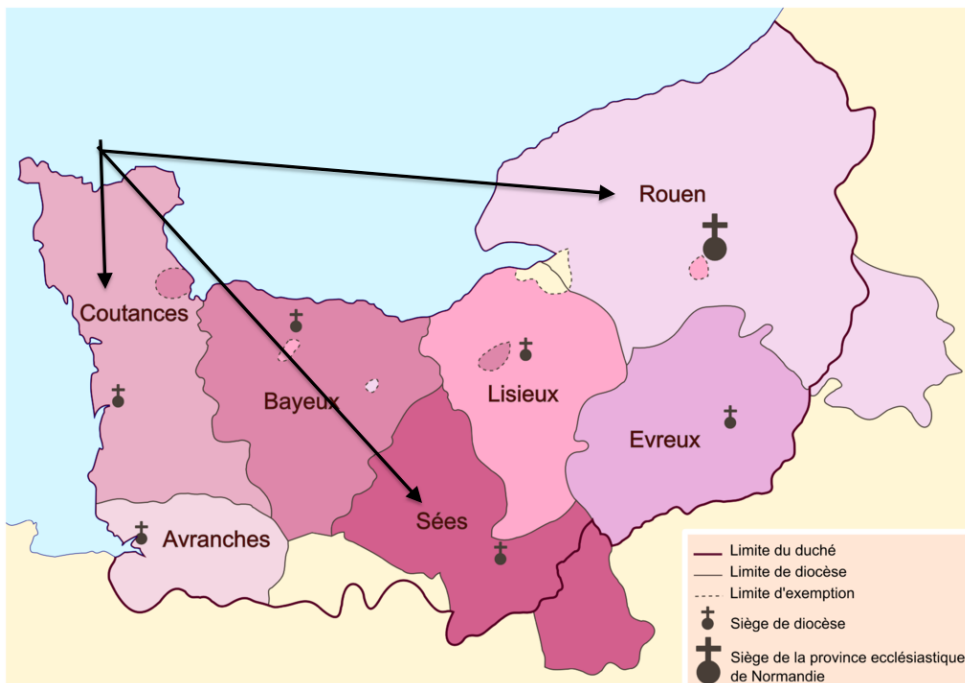 Rouen
Coutances
Bayeux
Lisieux
Evreux
Sées
Avranches
Limite du duché
Limite de diocèse
Limite d'exemption
Siège de diocèse
Siège de la province ecclésiastique
de Normandie